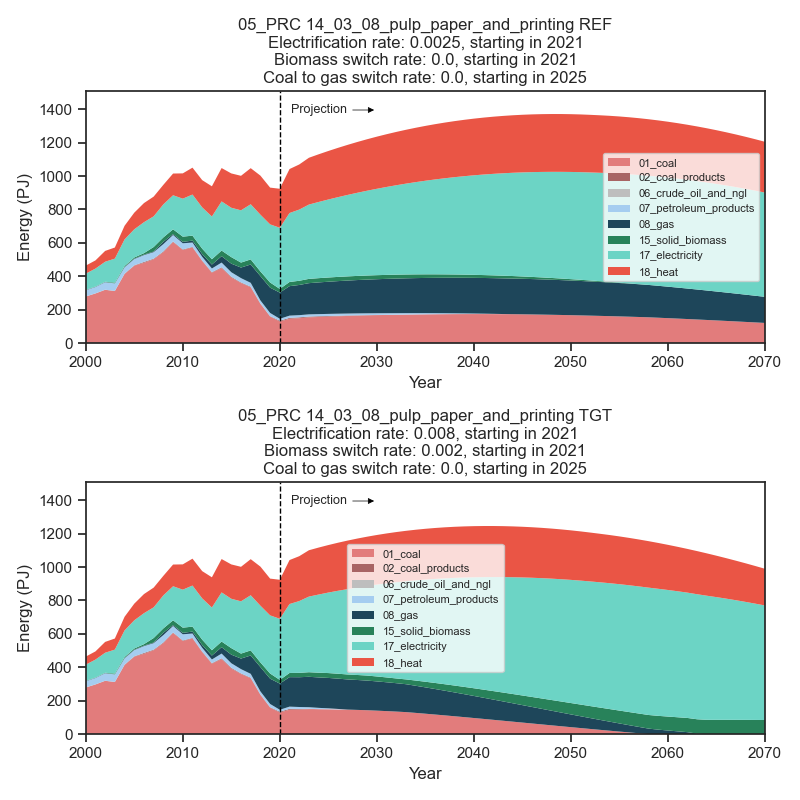 05_PRC 14_03_08_pulp_paper_and_printing REF
Electrification rate: 0.0025, starting in 2021
Biomass switch rate: 0.0, starting in 2021
Coal to gas switch rate: 0.0, starting in 2025
Energy (PJ)
1400
1200
1000
800
600
400
200
0
Projection
01_coal
02_coal_products
06_crude_oil_and_ngl
07_petroleum_products
08_gas
15_solid_biomass
17_electricity
18_heat
2000 2010 2020 2030 2040 2050 2060 2070
Year
05_PRC 14_03_08_pulp_paper_and_printing TGT
Electrification rate: 0.008, starting in 2021
Biomass switch rate: 0.002, starting in 2021
Coal to gas switch rate: 0.0, starting in 2025
Energy (PJ)
1400
1200
1000
800
600
400
200
0
Projection
01_coal
02_coal_products
06_crude_oil_and_ngl
07_petroleum_products
08_gas
15_solid_biomass
17_electricity
18_heat
2000 2010 2020 2030 2040 2050 2060 2070
Year